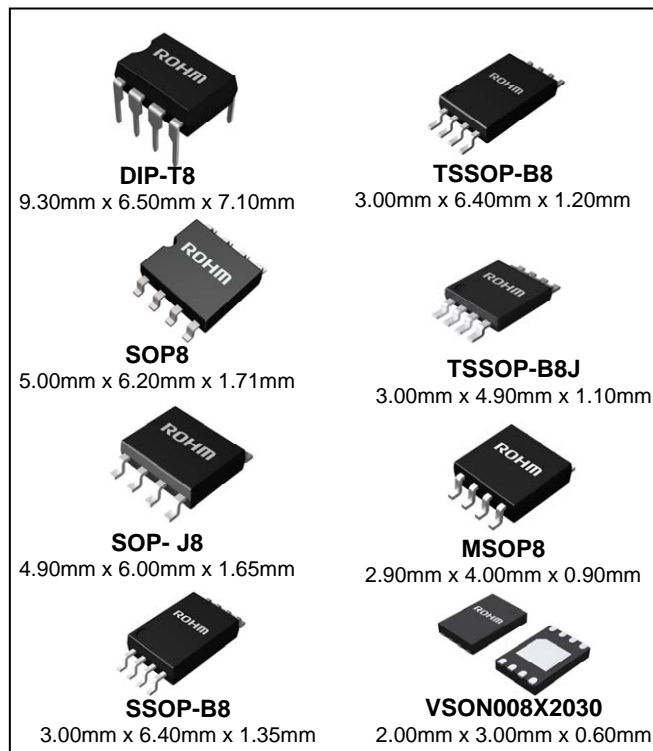 ROHM
DIP-T8
9.30mm x 6.50mm x 7.10mm
ROHM
TSSOP-B8
3.00mm x 6.40mm x 1.20mm
ROHM
SOP8
5.00mm x 6.20mm x 1.71mm
ROHM
TSSOP-B8J
3.00mm x 4.90mm x 1.10mm
ROHM
SOP- J8
4.90mm x 6.00mm x 1.65mm
ROHM
MSOP8
2.90mm x 4.00mm x 0.90mm
ROHM
SSOP-B8
3.00mm x 6.40mm x 1.35mm
ROHM
VSON008X2030
2.00mm x 3.00mm x 0.60mm